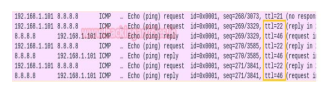 192.168.1.101 8.8.8.8 ICMP … Echo (ping) request id=0x0001, seq=269/3073, ttl=21 (no respon
192.168.1.101 8.8.8.8 ICMP … Echo (ping) request id=0x0001, seq=269/3329, ttl=22 (reply in
8.8.8.8 192.168.1.101 ICMP … Echo (ping) reply id=0x0001, seq=269/3329, ttl=46 (request i
192.168.1.101 8.8.8.8 ICMP … Echo (ping) request id=0x0001, seq=270/3585, ttl=22 (reply in
8.8.8.8 192.168.1.101 ICMP … Echo (ping) reply id=0x0001, seq=270/3585, ttl=46 (request i
192.168.1.101 8.8.8.8 ICMP … Echo (ping) request id=0x0001, seq=271/3841, ttl=22 (reply in
8.8.8.8 192.168.1.101 ICMP … Echo (ping) reply id=0x0001, seq=271/3841, ttl=46 (request i